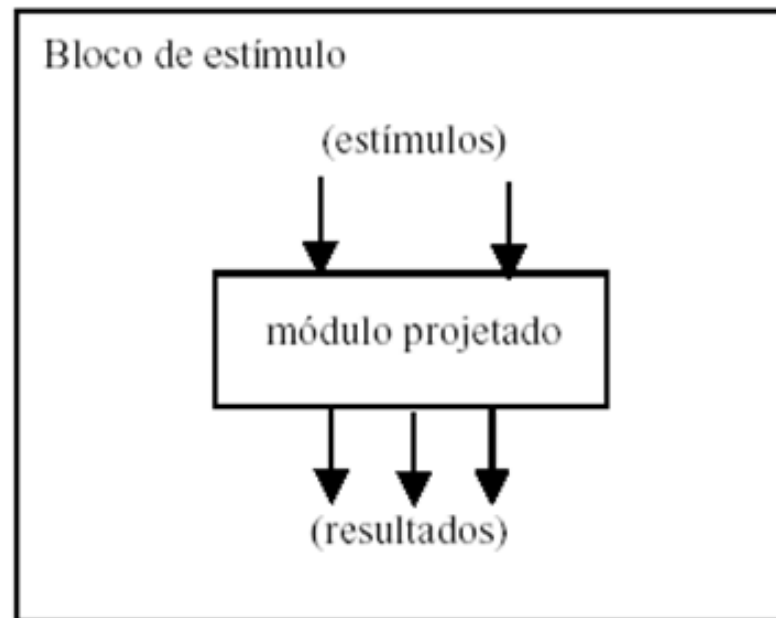 Bloco de estímulo
(estímulos)
módulo projetado
(resultados)